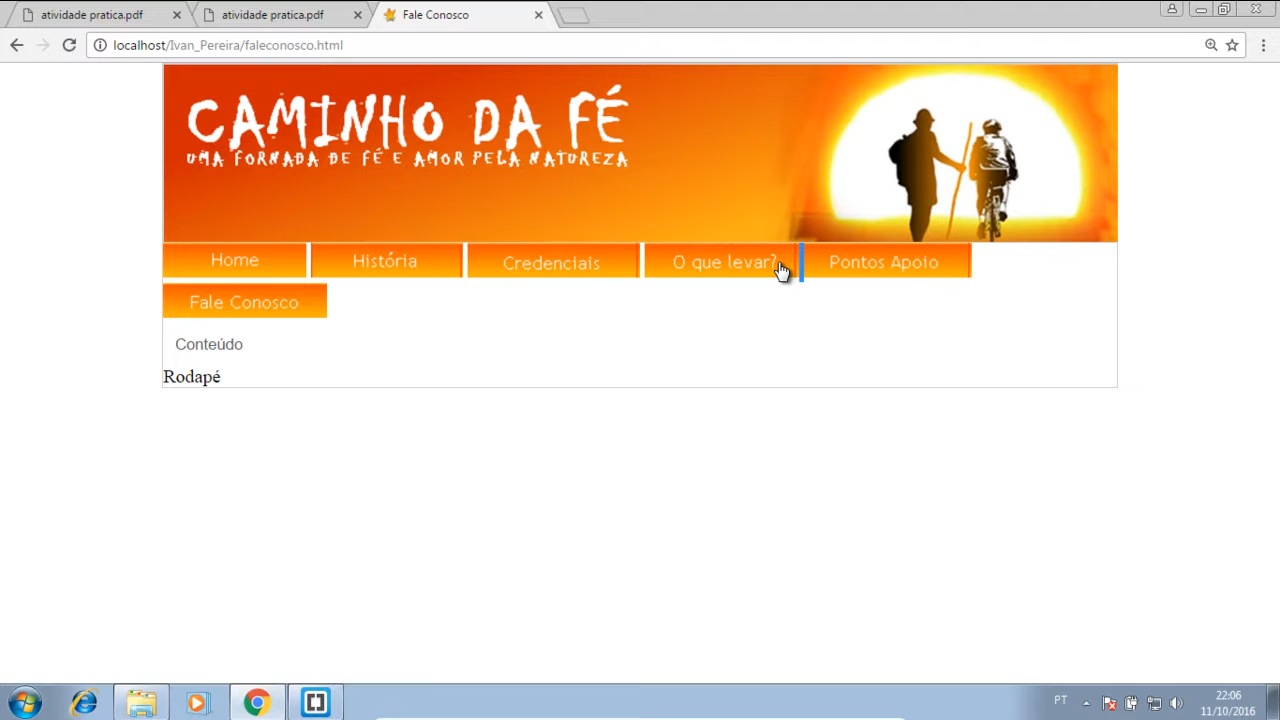 atividade pratica.pdf
atividade pratica.pdf
Fale Conosco
localhost/Ivan_Pereira/faleconosco.html
CAMINHO DA FÉ
UMA FORNADA DE FÉ E AMOR PELA NATUREZA
Home
História
Credenciais
O que levar?
Pontos Apoio
Fale Conosco
Conteúdo
Rodapé
PT
22:06
11/10/2016